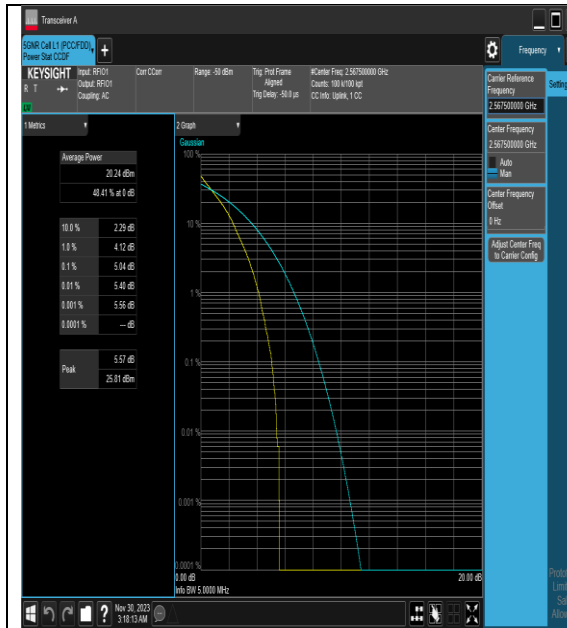 Transceiver A
5GNR Cell L1 (PCC/FDD)
Power Stat CCDF
+
Frequency
KEYSIGHT
R T
Input: RFIO1
Output: RFIO1
Coupling: AC
Corr CCorr
Range: -50 dBm
Trig: Prot Frame
Aligned
Trig Delay: -50.0 µs
#Center Freq: 2.567500000 GHz
Counts: 100 k/100 kpt
CC Info: Uplink, 1 CC
Carrier Reference
Frequency
2.567500000 GHz
Center Frequency
2.567500000 GHz
Auto
Man
Center Frequency
Offset
0 Hz
Adjust Center Freq
to Carrier Config
1 Metrics
Average Power
20.24 dBm
48.41 % at 0 dB
10.0 % 2.29 dB
1.0 % 4.12 dB
0.1 % 5.04 dB
0.01 % 5.40 dB
0.001 % 5.56 dB
0.0001 % --- dB
Peak 5.57 dB
25.81 dBm
2 Graph
Gaussian
100 %
10 %
1 %
0.1 %
0.01 %
0.001 %
0.0001 %
0.00 dB 20.00 dB
Info BW 5.0000 MHz
?
Nov 30, 2023
3:18:13 AM